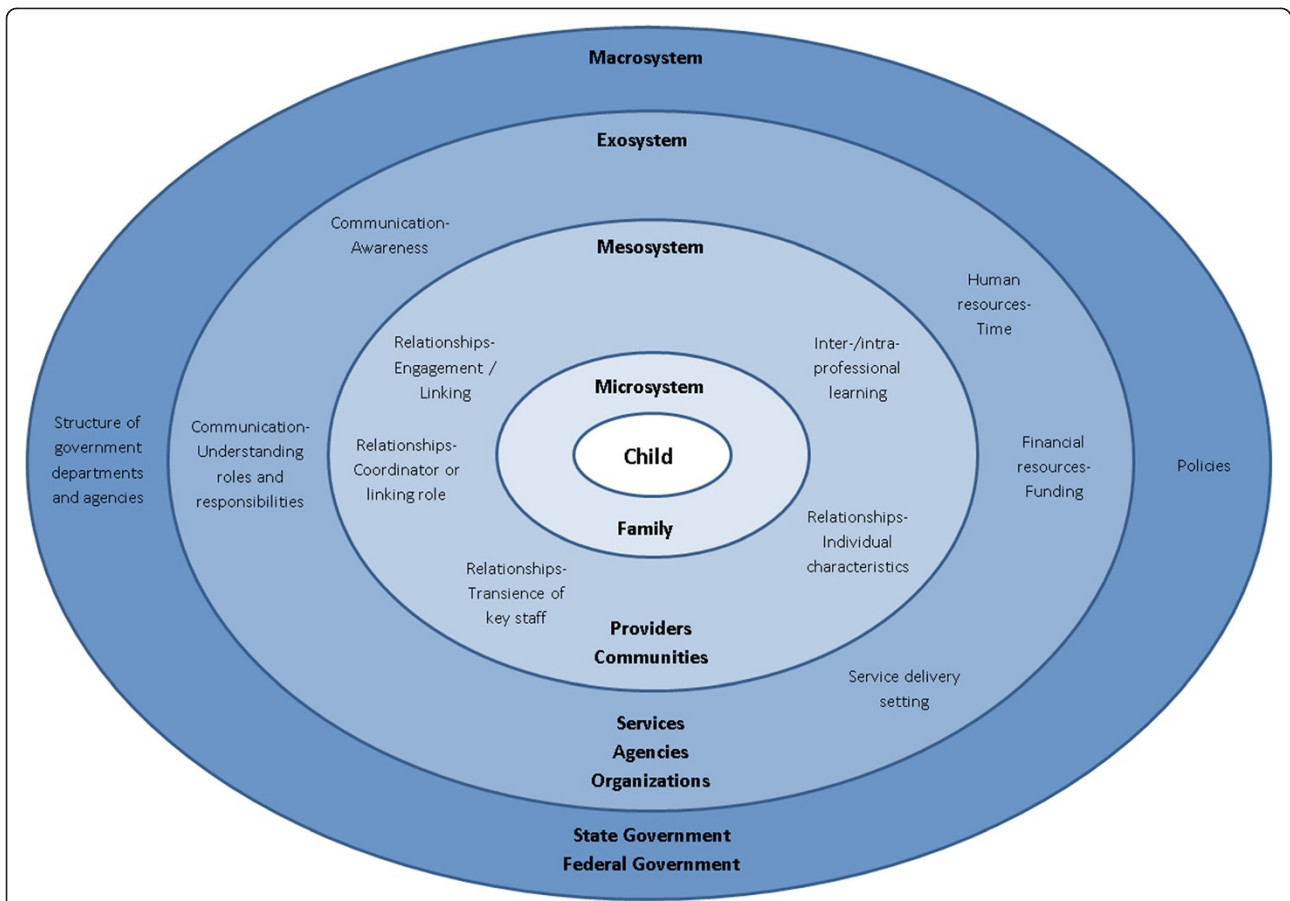 Macrosystem
Exosystem
Communication-
Awareness
Mesosystem
Human
resources-
Time
Relationships-
Engagement /
Linking
Inter-/intra-
professional
learning
Microsystem
Structure of
government
departments
and agencies
Communication-
Understanding
roles and
responsibilities
Relationships-
Coordinator or
linking role
Child
Financial
resources-
Funding
Policies
Family
Relationships-
Individual
characteristics
Relationships-
Transience of
key staff
Providers
Communities
Service delivery
setting
Services
Agencies
Organizations
State Government
Federal Government